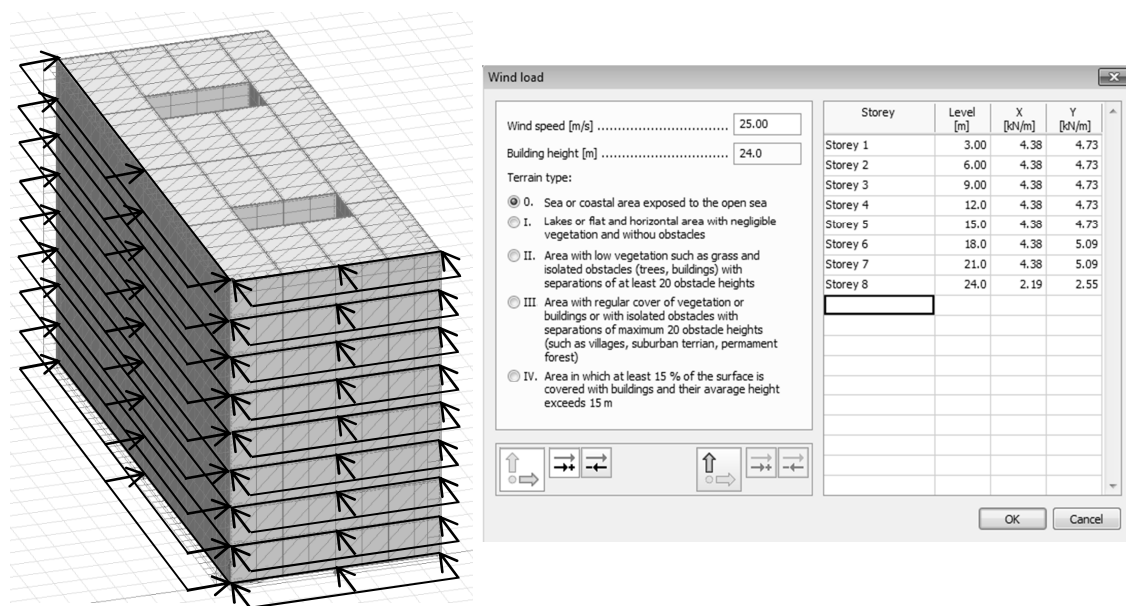 Wind load
Wind speed [m/s] ................................ 25.00
Building height [m] ............................... 24.0
Terrain type:
0. Sea or coastal area exposed to the open sea
I. Lakes or flat and horizontal area with negligible
vegetation and withou obstacles
II. Area with low vegetation such as grass and
isolated obstacles (trees, buildings) with
separations of at least 20 obstacle heights
III Area with regular cover of vegetation or
buildings or with isolated obstacles with
separations of maximum 20 obstacle heights
(such as villages, suburban terrian, permament
forest)
IV. Area in which at least 15 % of the surface is
covered with buildings and their avarage height
exceeds 15 m
Storey Level X Y
[m] [kN/m] [kN/m]
Storey 1 3.00 4.38 4.73
Storey 2 6.00 4.38 4.73
Storey 3 9.00 4.38 4.73
Storey 4 12.0 4.38 4.73
Storey 5 15.0 4.38 4.73
Storey 6 18.0 4.38 5.09
Storey 7 21.0 4.38 5.09
Storey 8 24.0 2.19 2.55
OK Cancel